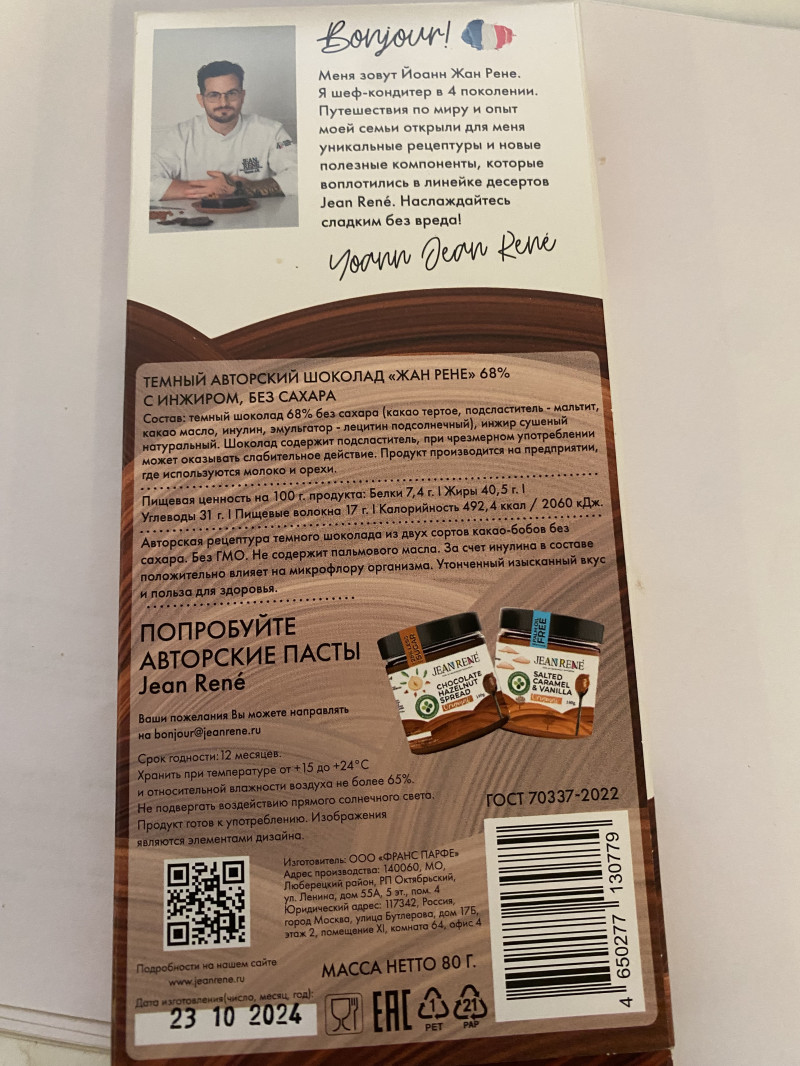 Bonjour!
Меня зовут Йоанн Жан Рене.
Я шеф-кондитер в 4 поколении.
Путешествия по миру и опыт
моей семьи открыли для меня
уникальные рецептуры и новые
полезные компоненты, которые
воплотились в линейке десертов
Jean René. Наслаждайтесь
сладким без вреда!
Yoann Jean René
ТЕМНЫЙ АВТОРСКИЙ ШОКОЛАД «ЖАН РЕНЕ» 68%
С ИНЖИРОМ, БЕЗ САХАРА
Состав: темный шоколад 68% без сахара (какао тертое, подсластитель - мальтит,
какао масло, инулин, эмульгатор - лецитин подсолнечный), инжир сушеный
натуральный. Шоколад содержит подсластитель, при чрезмерном употреблении
может оказывать слабительное действие. Продукт производится на предприятии,
где используются молоко и орехи.
Пищевая ценность на 100 г. продукта: Белки 7,4 г. I Жиры 40,5 г. I
Углеводы 31 г. I Пищевые волокна 17 г. I Калорийность 492,4 ккал / 2060 кДж.
Авторская рецептура темного шоколада из двух сортов какао-бобов без
сахара. Без ГМО. Не содержит пальмового масла. За счет инулина в составе
положительно влияет на микрофлору организма. Утонченный изысканный вкус
и польза для здоровья.
ПОПРОБУЙТЕ
АВТОРСКИЕ ПАСТЫ
Jean René
JEAN RENÉ
CHOCOLATE
HAZELNUT
SPREAD
PALM OIL
FREE
JEAN RENÉ
SALTED
CARAMEL
& VANILLA
Ваши пожелания Вы можете направлять
на bonjour@jeanrene.ru
Срок годности: 12 месяцев.
Хранить при температуре от +15 до +24°C
и относительной влажности воздуха не более 65%.
Не подвергать воздействию прямого солнечного света.
Продукт готов к употреблению. Изображения
являются элементами дизайна.
ГОСТ 70337-2022
Изготовитель: ООО «ФРАНС ПАРФЕ»
Адрес производства: 140060, МО,
Люберецкий район, РП Октябрьский,
ул. Ленина, дом 55А, 5 эт., пом. 4
Юридический адрес: 117342, Россия,
город Москва, улица Бутлерова, дом 17Б,
этаж 2, помещение XI, комната 64, офис 4
Подробности на нашем сайте
www.jeanrene.ru
МАССА НЕТТО 80 Г.
Дата изготовления(число, месяц, год):
23 10 2024
EAC
1
PET
21
PAP
4 650277 130779